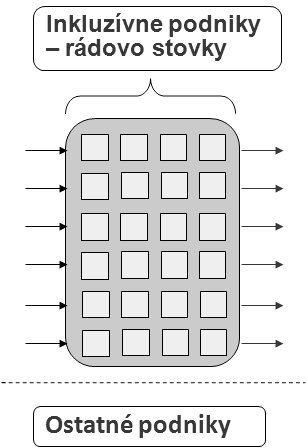 Inkluzívne podniky
– rádovo stovky
Ostatné podniky